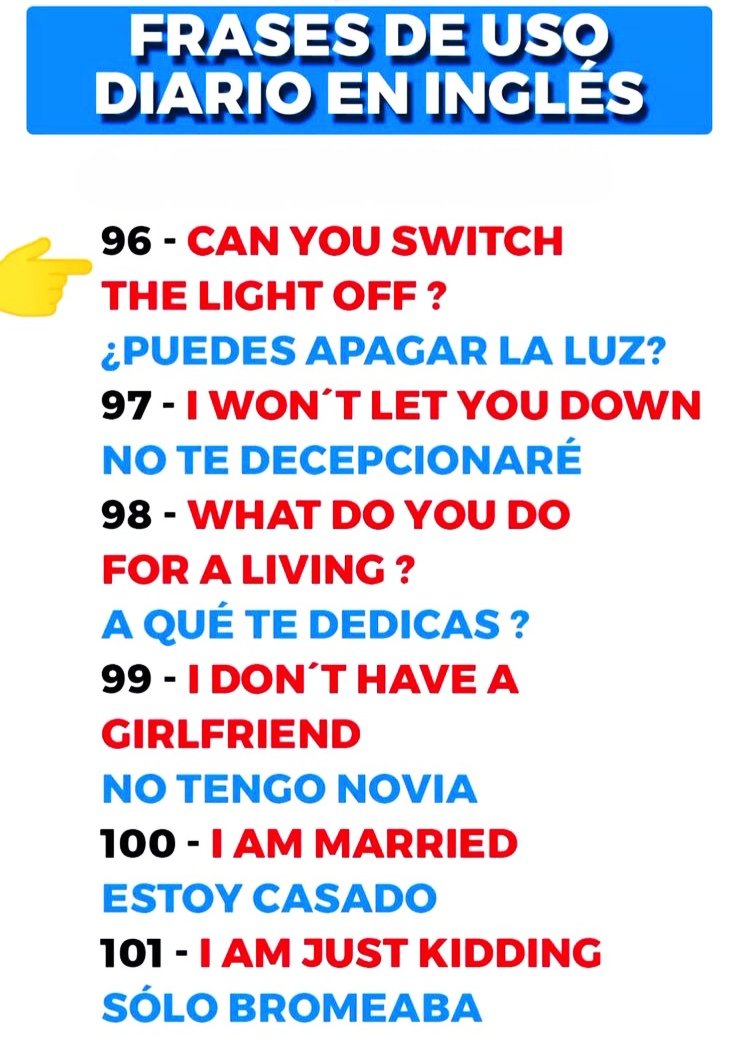 FRASES DE USO
DIARIO EN INGLÉS
96 - CAN YOU SWITCH
THE LIGHT OFF ?
¿PUEDES APAGAR LA LUZ?
97 - I WON´T LET YOU DOWN
NO TE DECEPCIONARÉ
98 - WHAT DO YOU DO
FOR A LIVING ?
A QUÉ TE DEDICAS ?
99 - I DON´T HAVE A
GIRLFRIEND
NO TENGO NOVIA
100 - I AM MARRIED
ESTOY CASADO
101 - I AM JUST KIDDING
SÓLO BROMEABA